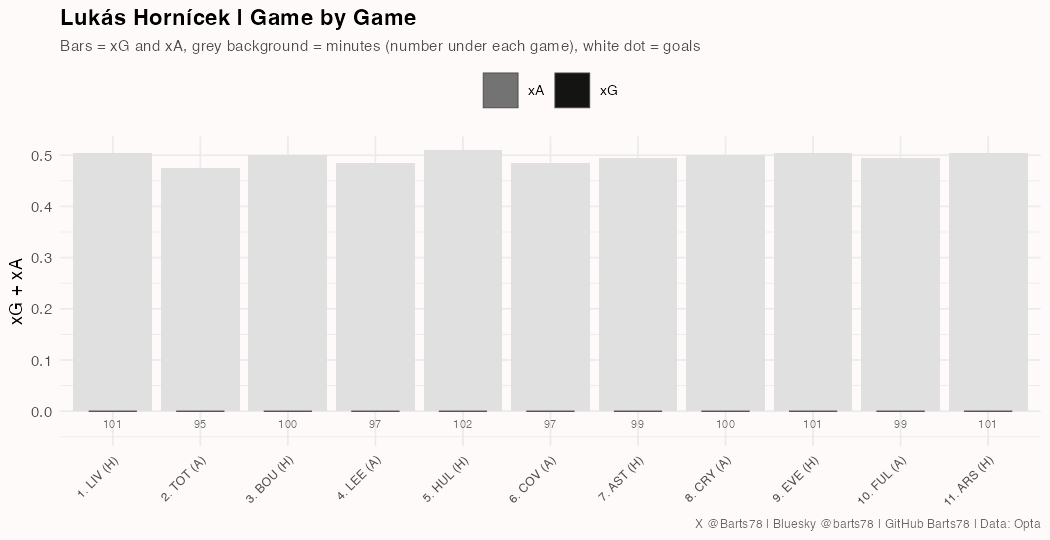 Lukás Hornícek | Game by Game
Bars = xG and xA, grey background = minutes (number under each game), white dot = goals
xA xG
xG + xA
0.5
0.4
0.3
0.2
0.1
0.0
101 95 100 97 102 97 99 100 101 99 101
1. LIV (H) 2. TOT (A) 3. BOU (H) 4. LEE (A) 5. HUL (H) 6. COV (A) 7. AST (H) 8. CRY (A) 9. EVE (H) 10. FUL (A) 11. ARS (H)
X @Barts78 | Bluesky @barts78 | GitHub Barts78 | Data: Opta